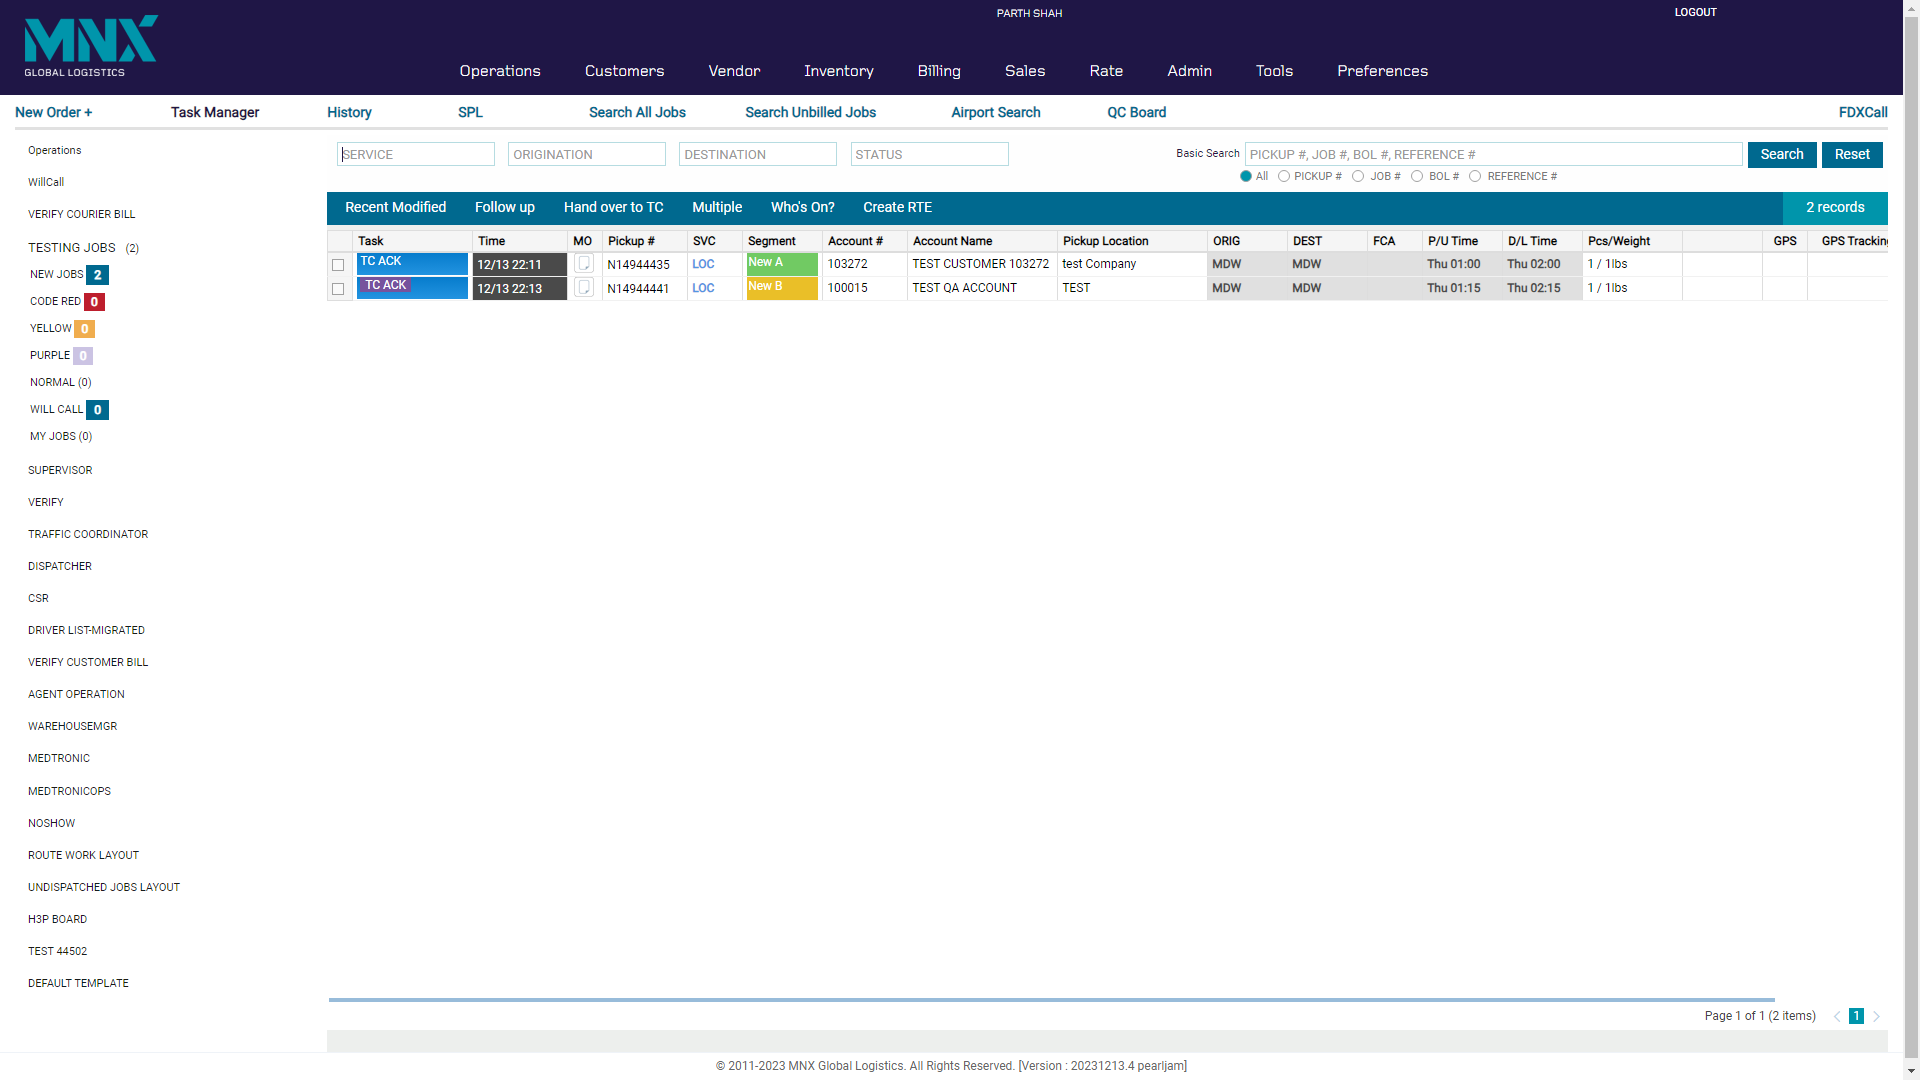 PARTH SHAH
LOGOUT
MNX
GLOBAL LOGISTICS
Operations Customers Vendor Inventory Billing Sales Rate Admin Tools Preferences
New Order + Task Manager History SPL Search All Jobs Search Unbilled Jobs Airport Search QC Board FDXCall
Operations
WillCall
VERIFY COURIER BILL
TESTING JOBS (2)
NEW JOBS 2
CODE RED 0
YELLOW 0
PURPLE 0
NORMAL (0)
WILL CALL 0
MY JOBS (0)
SUPERVISOR
VERIFY
TRAFFIC COORDINATOR
DISPATCHER
CSR
DRIVER LIST-MIGRATED
VERIFY CUSTOMER BILL
AGENT OPERATION
WAREHOUSEMGR
MEDTRONIC
MEDTRONICOPS
NOSHOW
ROUTE WORK LAYOUT
UNDISPATCHED JOBS LAYOUT
H3P BOARD
TEST 44502
DEFAULT TEMPLATE
SERVICE ORIGINATION DESTINATION STATUS Basic Search PICKUP #, JOB #, BOL #, REFERENCE # Search Reset
All PICKUP # JOB # BOL # REFERENCE #
Recent Modified Follow up Hand over to TC Multiple Who's On? Create RTE 2 records
Task Time MO Pickup # SVC Segment Account # Account Name Pickup Location ORIG DEST FCA P/U Time D/L Time Pcs/Weight GPS GPS Tracking
TC ACK 12/13 22:11 N14944435 LOC New A 103272 TEST CUSTOMER 103272 test Company MDW MDW Thu 01:00 Thu 02:00 1 / 1lbs
TC ACK 12/13 22:13 N14944441 LOC New B 100015 TEST QA ACCOUNT TEST MDW MDW Thu 01:15 Thu 02:15 1 / 1lbs
Page 1 of 1 (2 items) 1
© 2011-2023 MNX Global Logistics. All Rights Reserved. [Version : 20231213.4 pearljam]